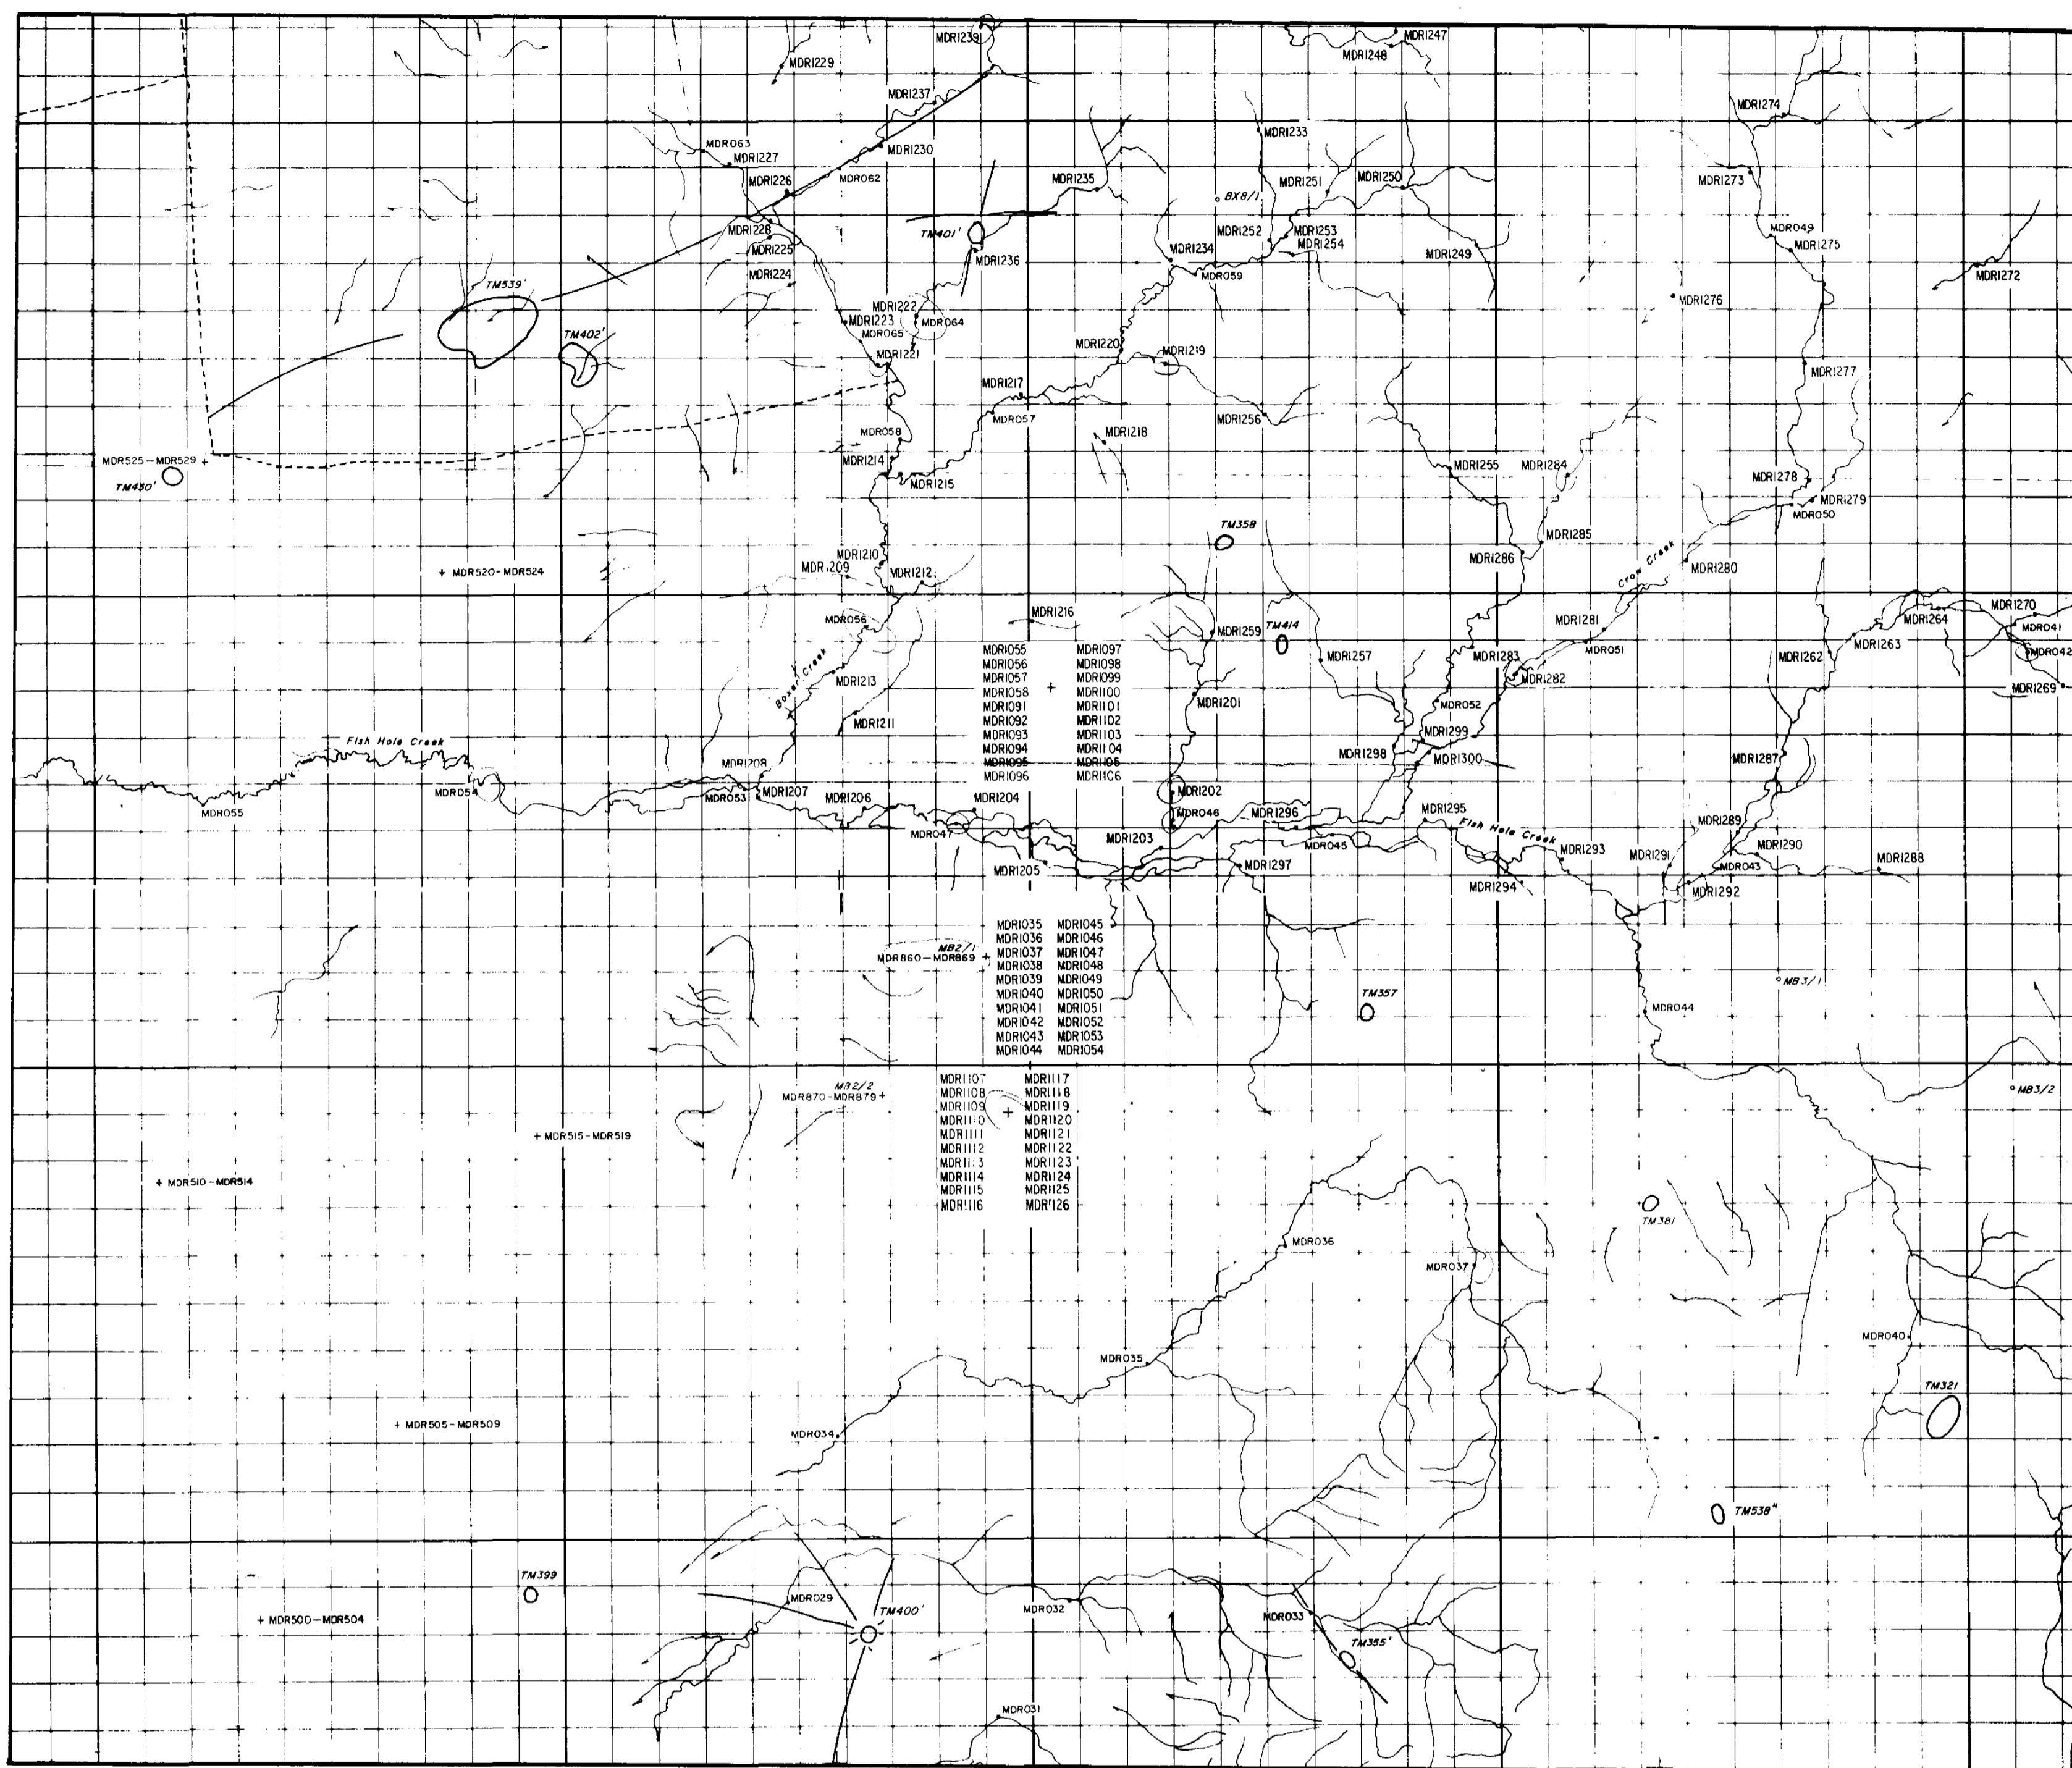 MDR1239
MDR1247
MDR1248
MDR1229
MDR1237
MDR1274
MDR1233
MDR063
MDR1227
MDR1230
MDR062
MDR1226
MDR1235
MDR1251
MDR1250
MDR1273
BX8/1
MDR1228
TM401'
MDR1225
MDR1236
MDR1234
MDR1252
MDR1253
MDR1254
MDR1249
MDR049
MDR1275
MDR1272
MDR059
MDR1224
TM539'
MDR1276
MDR1222
MDR1223
MDR064
MDR065
TM402'
MDR1221
MDR1220
MDR1219
MDR1277
MDR1217
MDR057
MDR1256
MDR058
MDR1218
MDR525-MDR529 +
TM430'
MDR1214
MDR1215
MDR1255
MDR1284
MDR1278
MDR1279
MDR050
TM358
MDR1285
MDR1286
Crow Creek
MDR1280
MDR1210
MDR1209
MDR1212
+ MDR520-MDR524
MDR1216
MDR056
MDR1259
TM414
MDR1281
MDR051
MDR1270
MDR1264
MDR041
MDR1263
MDR1262
MDR042
MDR1257
MDR1283
MDR1282
MDR1269
MDR1055 MDR1097
MDR1056 MDR1098
MDR1057 MDR1099
MDR1058 + MDR1100
MDR1091 MDR1101
MDR1092 MDR1102
MDR1093 MDR1103
MDR1094 MDR1104
MDR1095 MDR1105
MDR1096 MDR1106
Boxer Creek
MDR1213
MDR1211
MDR1201
MDR052
MDR1299
MDR1298
MDR1300
MDR1287
Fish Hole Creek
MDR1208
MDR054
MDR053
MDR1207
MDR055
MDR1206
MDR1204
MDR1202
MDR046
MDR1296
MDR1295
Fish Hole Creek
MDR1289
MDR047
MDR1203
MDR045
MDR1205
MDR1297
MDR1293
MDR1294
MDR1291
MDR1290
MDR043
MDR1288
MDR1292
MDR1035 MDR1045
MDR1036 MDR1046
MB2/1
MDR860-MDR869 +
MDR1037 MDR1047
MDR1038 MDR1048
MDR1039 MDR1049
MDR1040 MDR1050
MDR1041 MDR1051
MDR1042 MDR1052
MDR1043 MDR1053
MDR1044 MDR1054
MB3/1
TM357
MDR044
MB2/2
MDR870-MDR879 +
MB3/2
MDR1107 MDR1117
MDR1108 MDR1118
MDR1109 + MDR1119
MDR1110 MDR1120
MDR1111 MDR1121
MDR1112 MDR1122
MDR1113 MDR1123
MDR1114 MDR1124
MDR1115 MDR1125
MDR1116 MDR1126
+ MDR515-MDR519
+ MDR510-MDR514
TM381
MDR036
MDR037
MDR040
MDR035
TM321
+ MDR505-MDR509
MDR034
TM538"
TM399
+ MDR500-MDR504
MDR029
TM400'
MDR032
MDR033
TM355'
MDR031